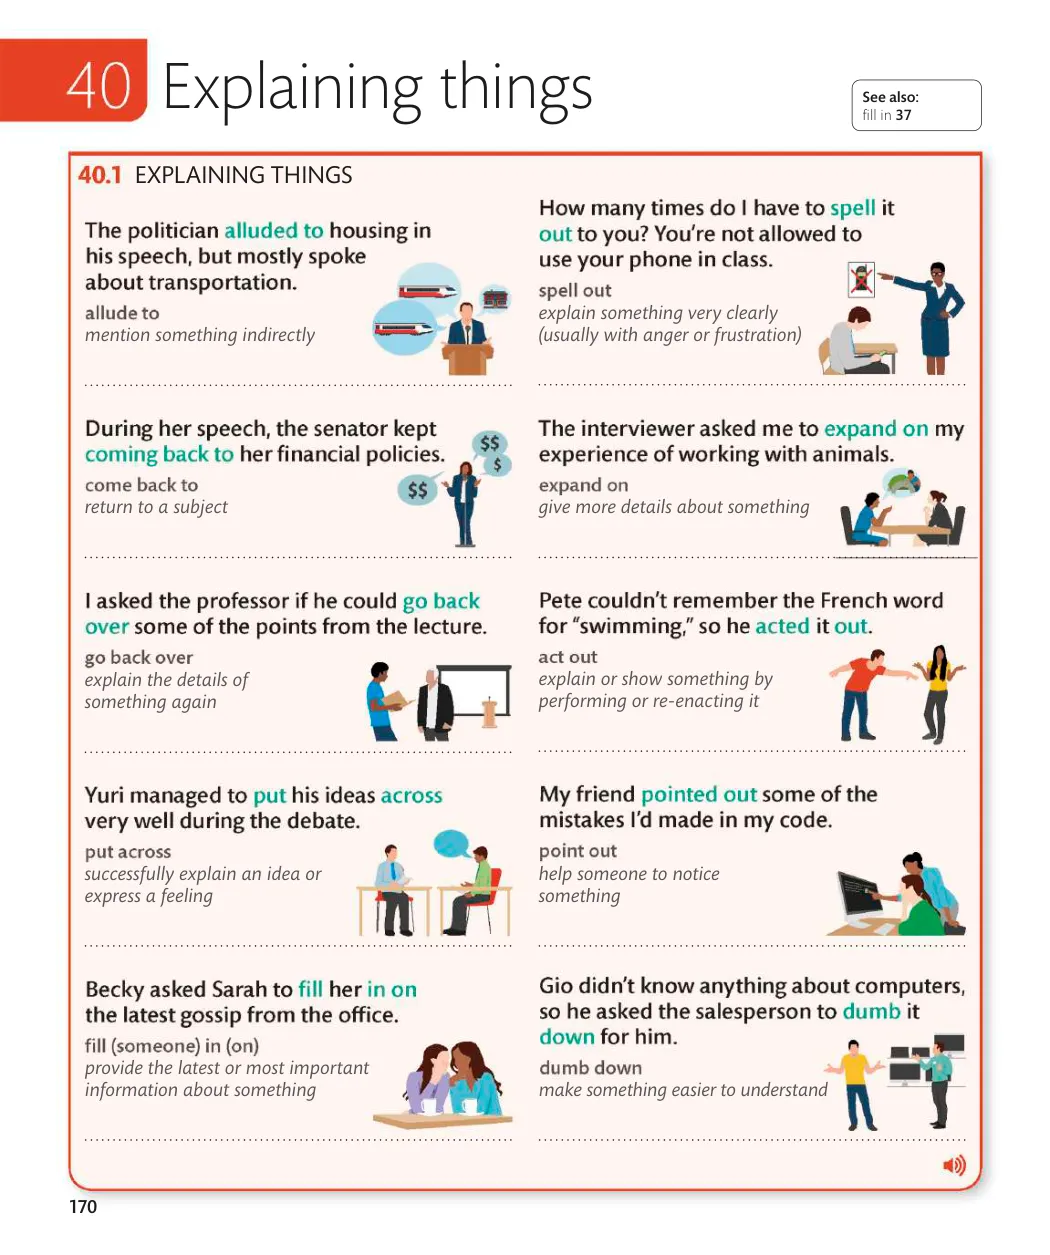 40 Explaining things
See also:
fill in 37
40.1 EXPLAINING THINGS
The politician alluded to housing in
his speech, but mostly spoke
about transportation.
allude to
mention something indirectly
During her speech, the senator kept
coming back to her financial policies.
come back to
return to a subject
$$
$
$$
I asked the professor if he could go back
over some of the points from the lecture.
go back over
explain the details of
something again
Yuri managed to put his ideas across
very well during the debate.
put across
successfully explain an idea or
express a feeling
Becky asked Sarah to fill her in on
the latest gossip from the office.
fill (someone) in (on)
provide the latest or most important
information about something
How many times do I have to spell it
out to you? You're not allowed to
use your phone in class.
spell out
explain something very clearly
(usually with anger or frustration)
The interviewer asked me to expand on my
experience of working with animals.
expand on
give more details about something
Pete couldn't remember the French word
for “swimming,” so he acted it out.
act out
explain or show something by
performing or re-enacting it
My friend pointed out some of the
mistakes I'd made in my code.
point out
help someone to notice
something
Gio didn't know anything about computers,
so he asked the salesperson to dumb it
down for him.
dumb down
make something easier to understand
170